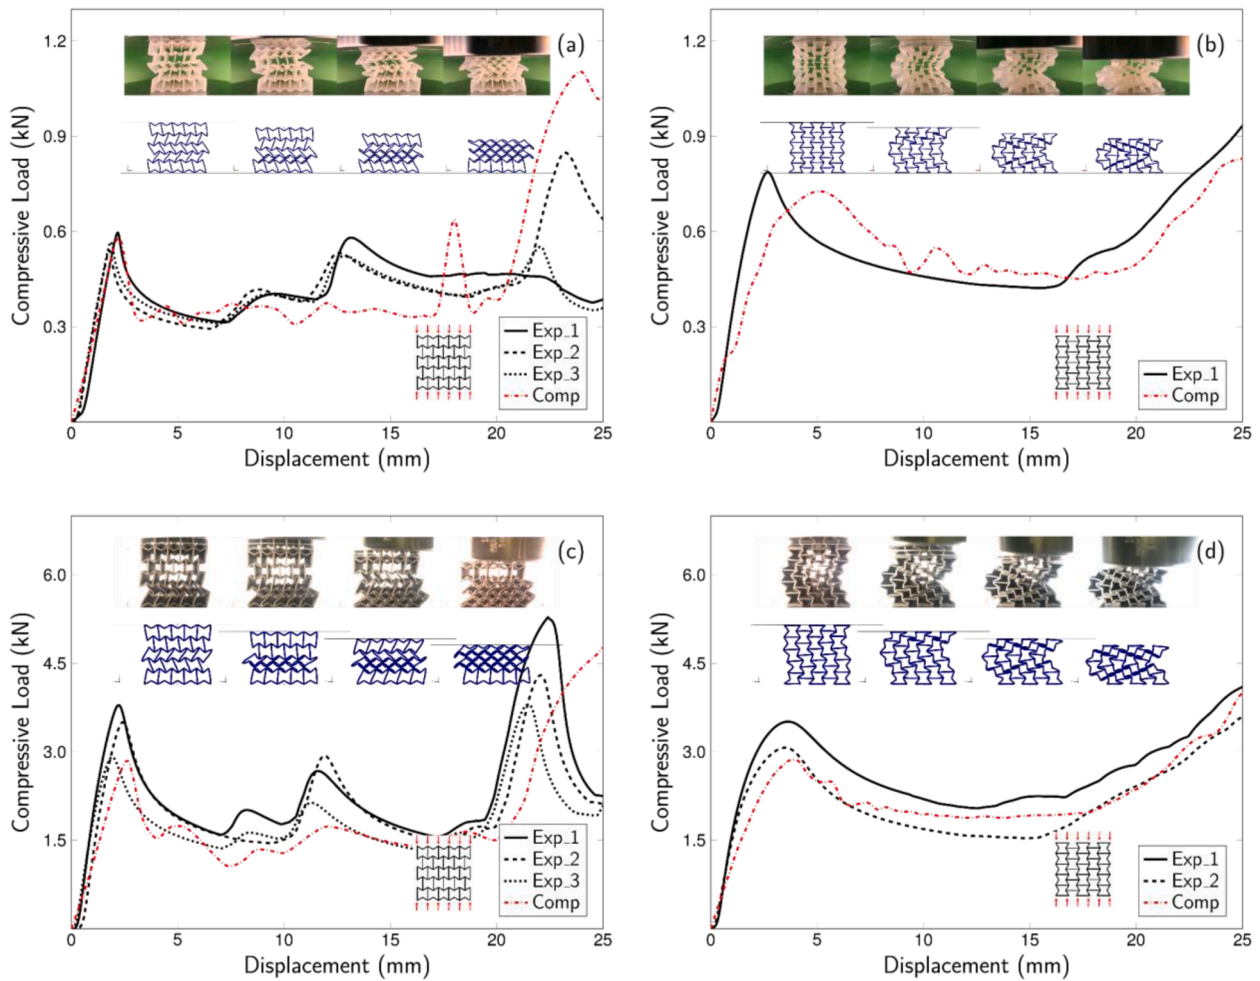 (a)
1.2
0.9
0.6
0.3
Compressive Load (kN)
Exp_1
Exp_2
Exp_3
Comp
0 5 10 15 20 25
Displacement (mm)
(b)
1.2
0.9
0.6
0.3
Compressive Load (kN)
Exp_1
Comp
0 5 10 15 20 25
Displacement (mm)
(c)
6.0
4.5
3.0
1.5
Compressive Load (kN)
Exp_1
Exp_2
Exp_3
Comp
0 5 10 15 20 25
Displacement (mm)
(d)
6.0
4.5
3.0
1.5
Compressive Load (kN)
Exp_1
Exp_2
Comp
0 5 10 15 20 25
Displacement (mm)